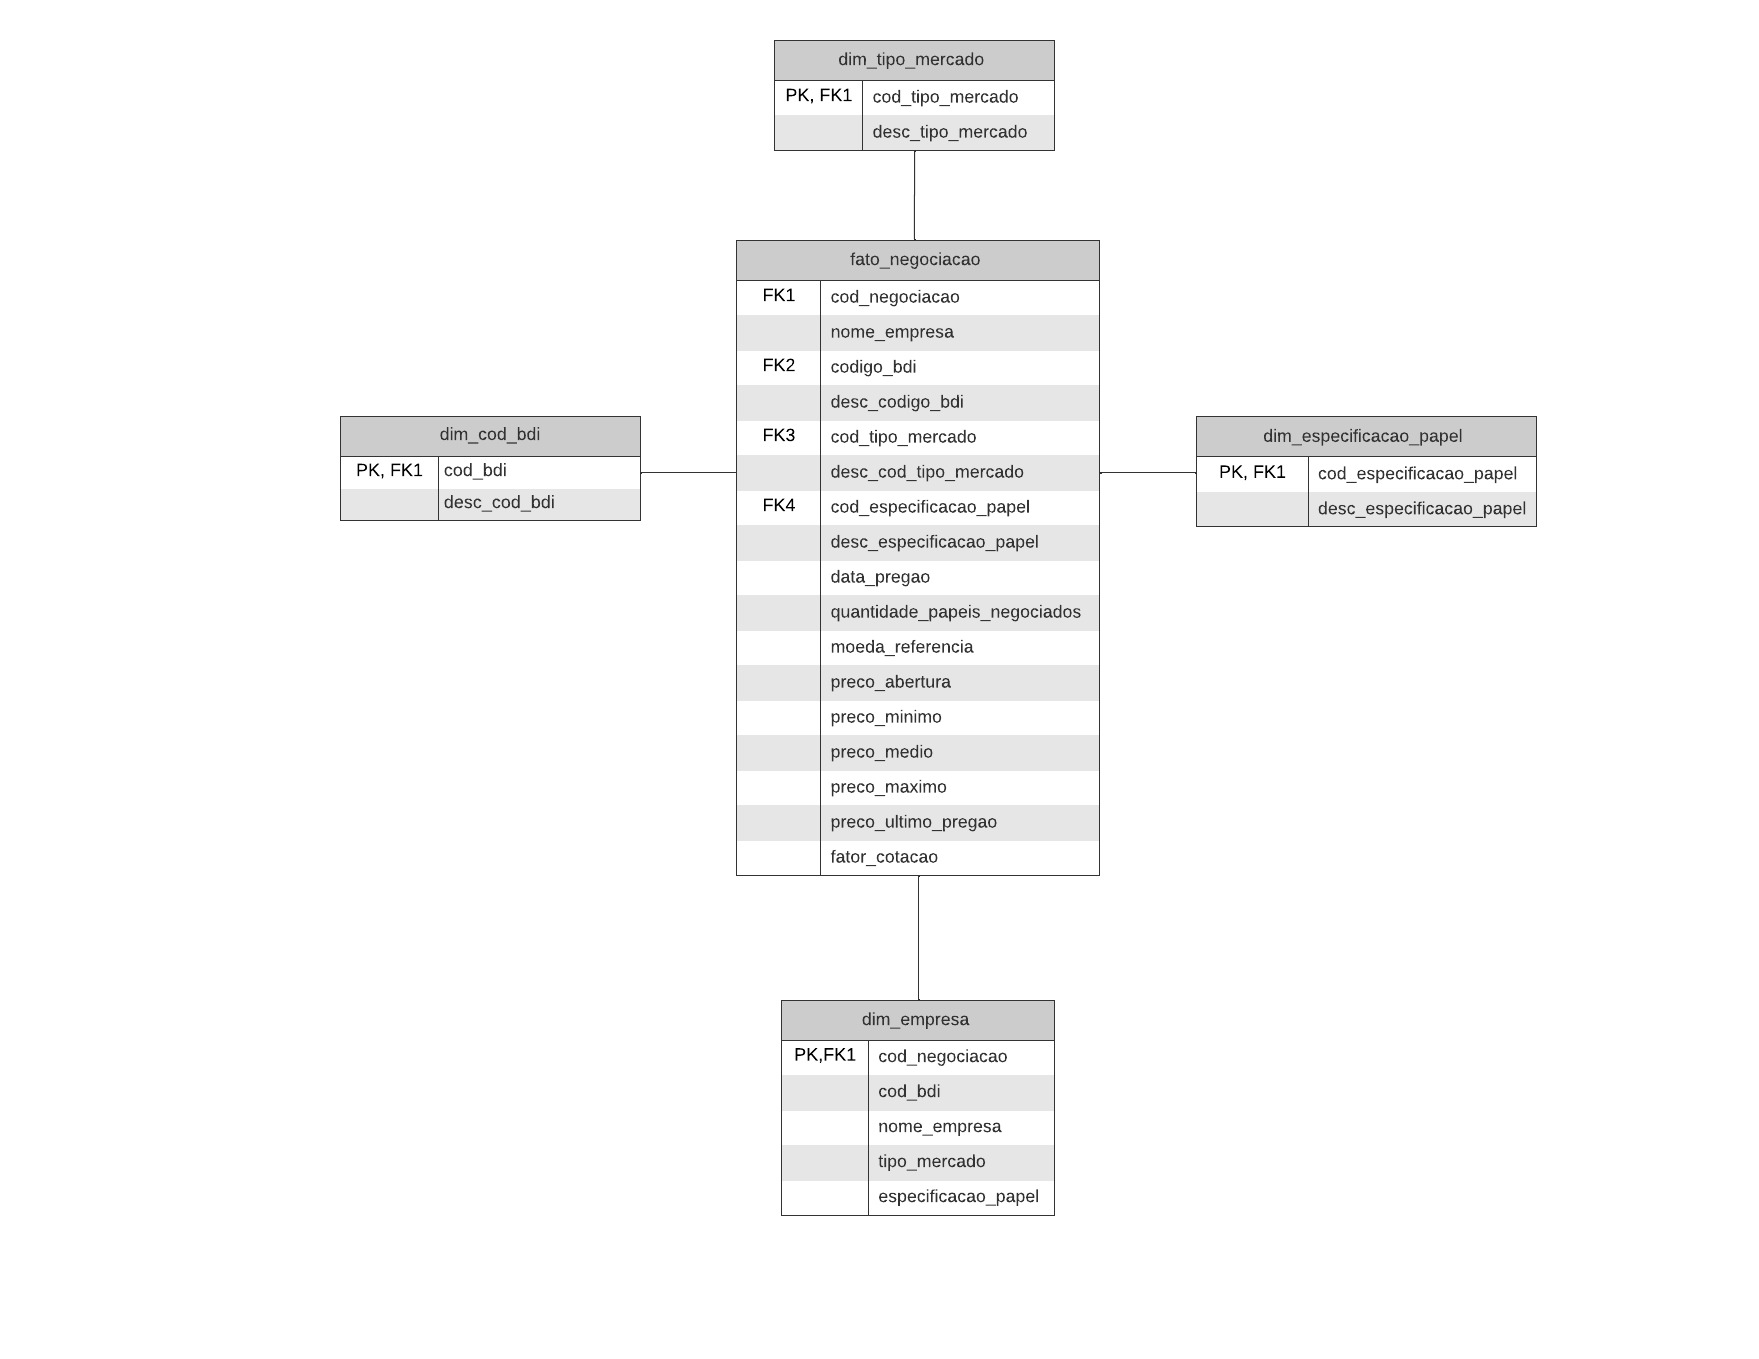 dim_tipo_mercado
PK, FK1 cod_tipo_mercado
desc_tipo_mercado
fato_negociacao
FK1 cod_negociacao
nome_empresa
FK2 codigo_bdi
desc_codigo_bdi
FK3 cod_tipo_mercado
desc_cod_tipo_mercado
FK4 cod_especificacao_papel
desc_especificacao_papel
data_pregao
quantidade_papeis_negociados
moeda_referencia
preco_abertura
preco_minimo
preco_medio
preco_maximo
preco_ultimo_pregao
fator_cotacao
dim_cod_bdi
PK, FK1 cod_bdi
desc_cod_bdi
dim_especificacao_papel
PK, FK1 cod_especificacao_papel
desc_especificacao_papel
dim_empresa
PK,FK1 cod_negociacao
cod_bdi
nome_empresa
tipo_mercado
especificacao_papel